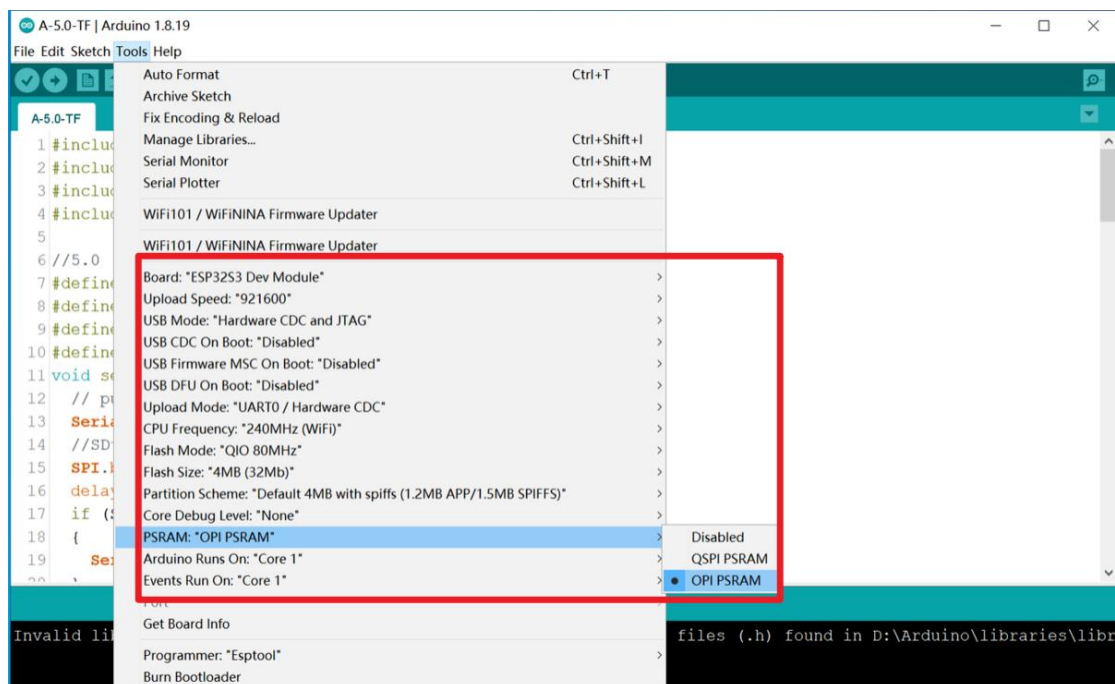 A-5.0-TF | Arduino 1.8.19
File Edit Sketch Tools Help
Auto Format Ctrl+T
Archive Sketch
Fix Encoding & Reload
Manage Libraries... Ctrl+Shift+I
Serial Monitor Ctrl+Shift+M
Serial Plotter Ctrl+Shift+L
WiFi101 / WiFiNINA Firmware Updater
WiFi101 / WiFiNINA Firmware Updater
Board: "ESP32S3 Dev Module"
Upload Speed: "921600"
USB Mode: "Hardware CDC and JTAG"
USB CDC On Boot: "Disabled"
USB Firmware MSC On Boot: "Disabled"
USB DFU On Boot: "Disabled"
Upload Mode: "UART0 / Hardware CDC"
CPU Frequency: "240MHz (WiFi)"
Flash Mode: "QIO 80MHz"
Flash Size: "4MB (32Mb)"
Partition Scheme: "Default 4MB with spiffs (1.2MB APP/1.5MB SPIFFS)"
Core Debug Level: "None"
PSRAM: "OPI PSRAM"
Arduino Runs On: "Core 1"
Events Run On: "Core 1"
Port
Get Board Info
Programmer: "Esptool"
Burn Bootloader
Disabled
QSPI PSRAM
OPI PSRAM
A-5.0-TF
1 #includ
2 #includ
3 #includ
4 #includ
5
6 //5.0
7 #define
8 #define
9 #define
10 #define
11 void se
12 // pu
13 Seria
14 //SD
15 SPI.
16 dela
17 if (
18 {
19 Se
20
Invalid li
files (.h) found in D:\Arduino\libraries\libr